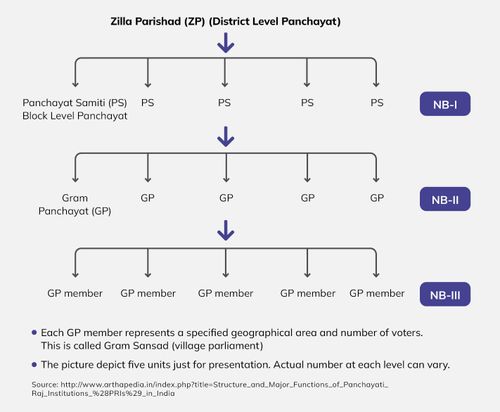 Zilla Parishad (ZP) (District Level Panchayat)
Panchayat Samiti (PS) PS PS PS PS NB-I
Block Level Panchayat
Gram GP GP GP GP NB-II
Panchayat (GP)
GP member GP member GP member GP member GP member NB-III
• Each GP member represents a specified geographical area and number of voters.
This is called Gram Sansad (village parliament)
• The picture depict five units just for presentation. Actual number at each level can vary.
Source: http://www.arthapedia.in/index.php?title=Structure_and_Major_Functions_of_Panchayati_
Raj_Institutions_%28PRIs%29_in_India